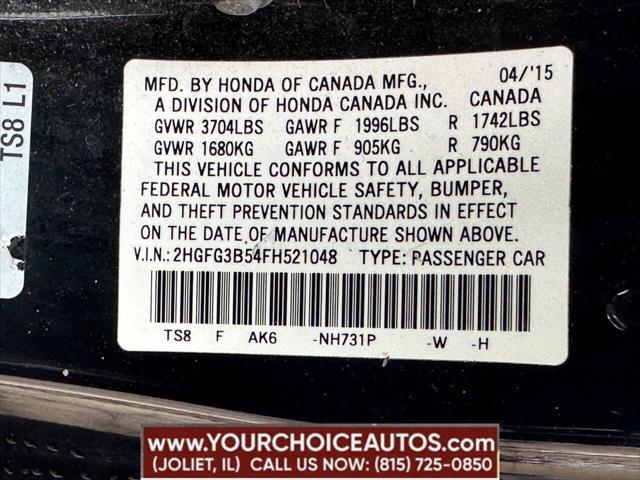 TS8 L1
MFD. BY HONDA OF CANADA MFG., 04/'15
A DIVISION OF HONDA CANADA INC. CANADA
GVWR 3704LBS GAWR F 1996LBS R 1742LBS
GVWR 1680KG GAWR F 905KG R 790KG
THIS VEHICLE CONFORMS TO ALL APPLICABLE
FEDERAL MOTOR VEHICLE SAFETY, BUMPER,
AND THEFT PREVENTION STANDARDS IN EFFECT
ON THE DATE OF MANUFACTURE SHOWN ABOVE.
V.I.N.: 2HGFG3B54FH521048 TYPE: PASSENGER CAR
TS8 F AK6 -NH731P -W -H
www.YOURCHOICEAUTOS.com
(JOLIET, IL) CALL US NOW: (815) 725-0850